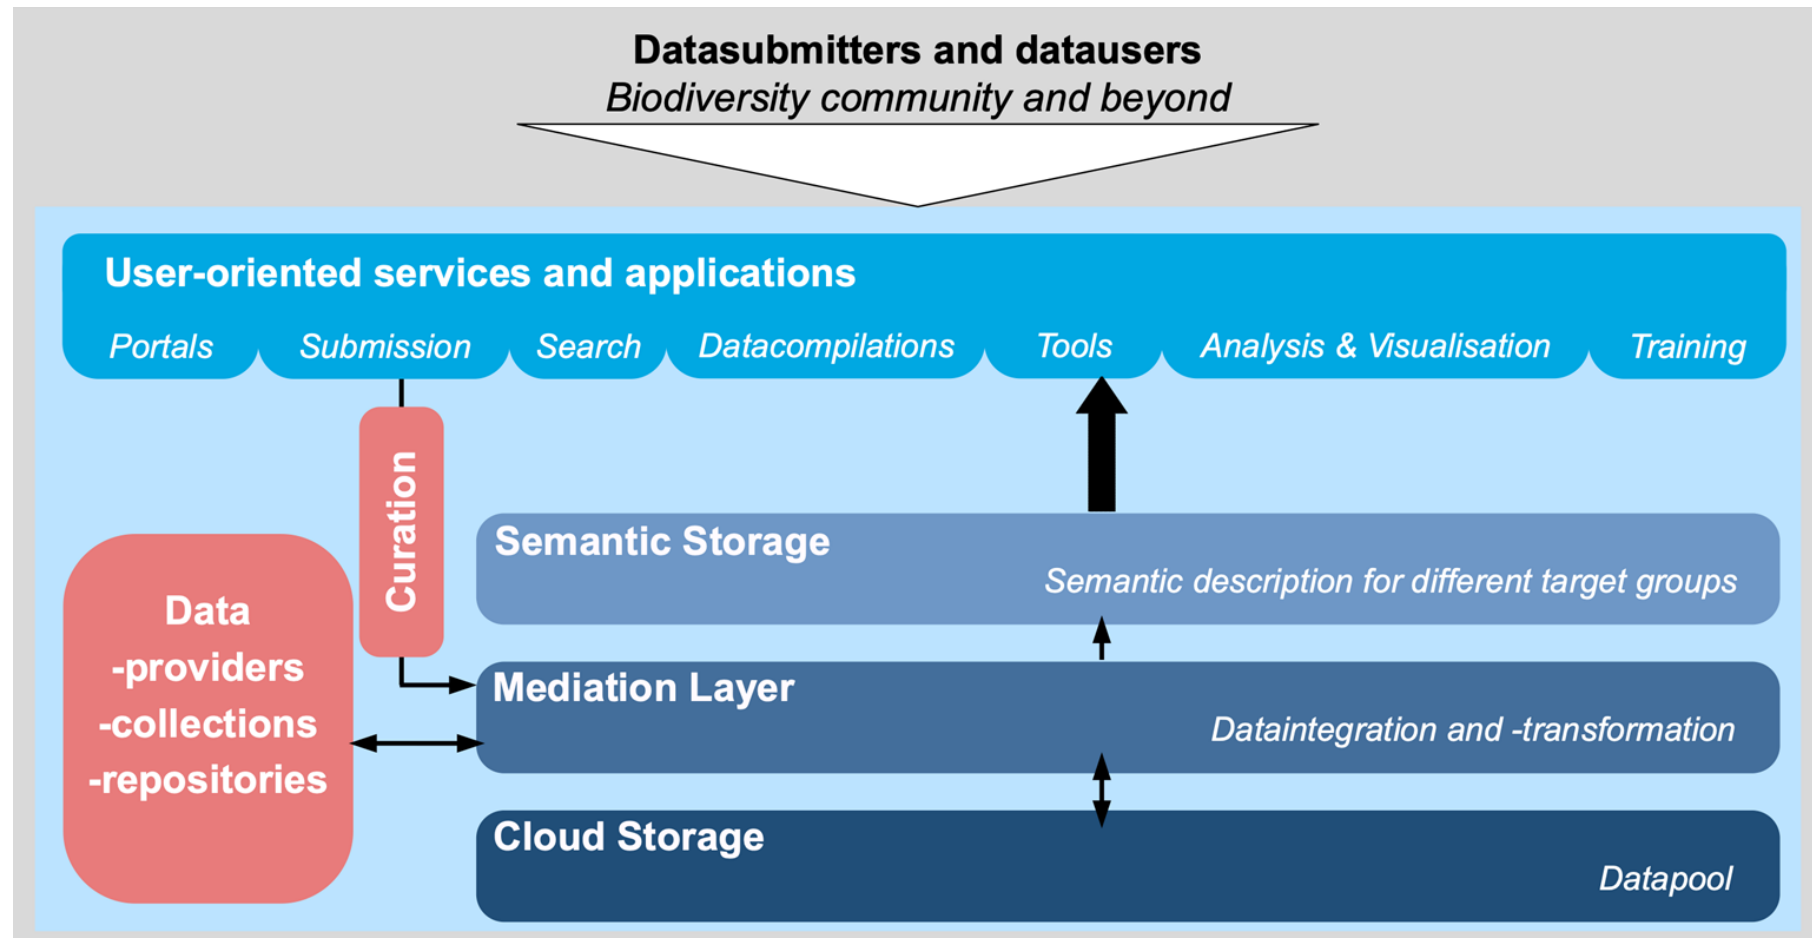 Datasubmitters and datausers
Biodiversity community and beyond
User-oriented services and applications
Portals
Submission
Search
Datacompilations
Tools
Analysis & Visualisation
Training
Curation
Data
-providers
-collections
-repositories
Semantic Storage
Semantic description for different target groups
Mediation Layer
Dataintegration and -transformation
Cloud Storage
Datapool